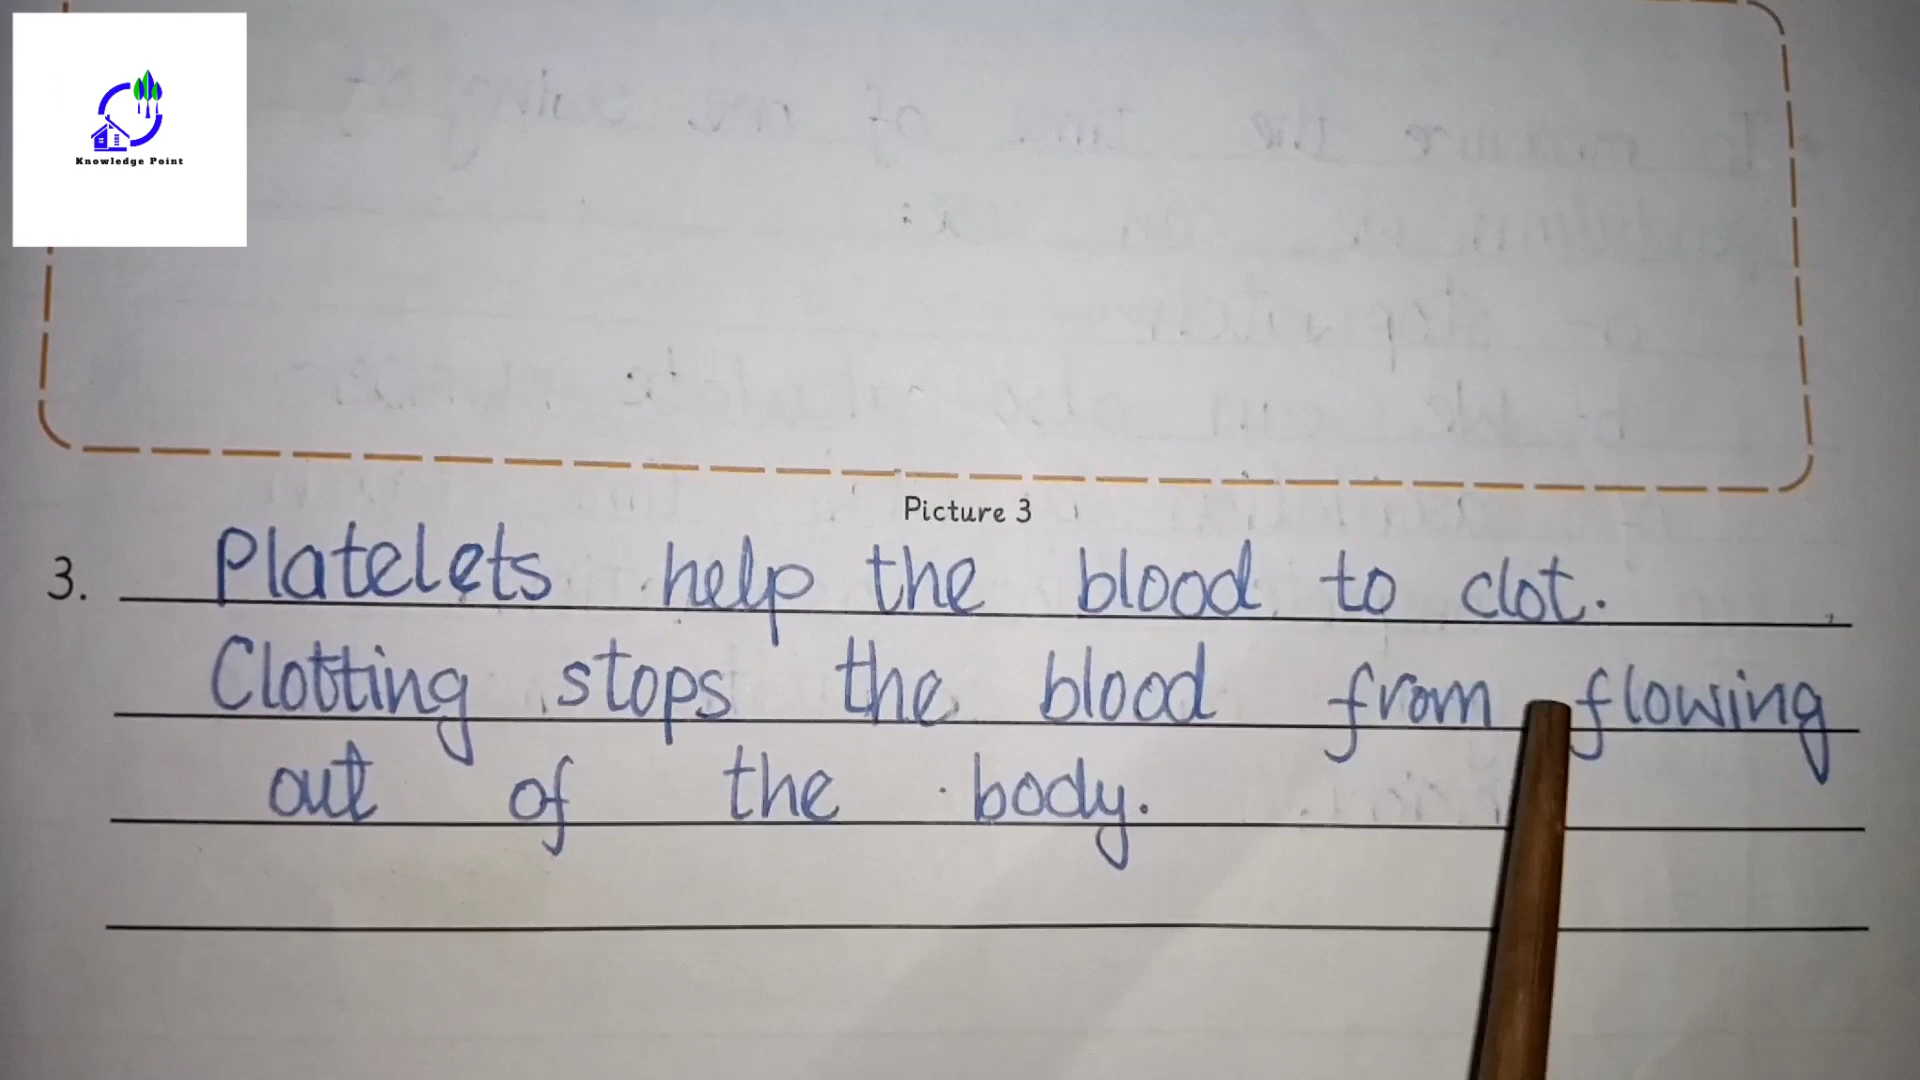 Knowledge Point
Picture 3
3. Platelets help the blood to clot.
Clotting stops the blood from flowing
out of the body.